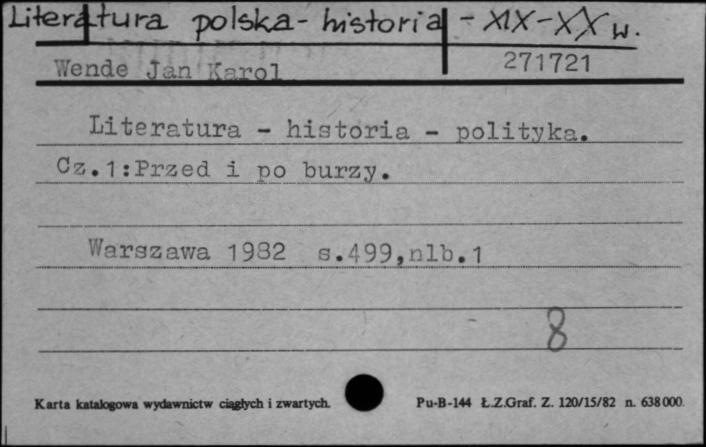 Literatura polska - historia - XIX-XX w.
Wende Jan Karol 271721
Literatura - historia - polityka.
Cz.1:Przed i po burzy.
Warszawa 1982 s.499,nlb.1
8
Karta katalogowa wydawnictw ciągłych i zwartych. Pu-B-144 Ł.Z.Graf. Z. 120/15/82 n. 638000.